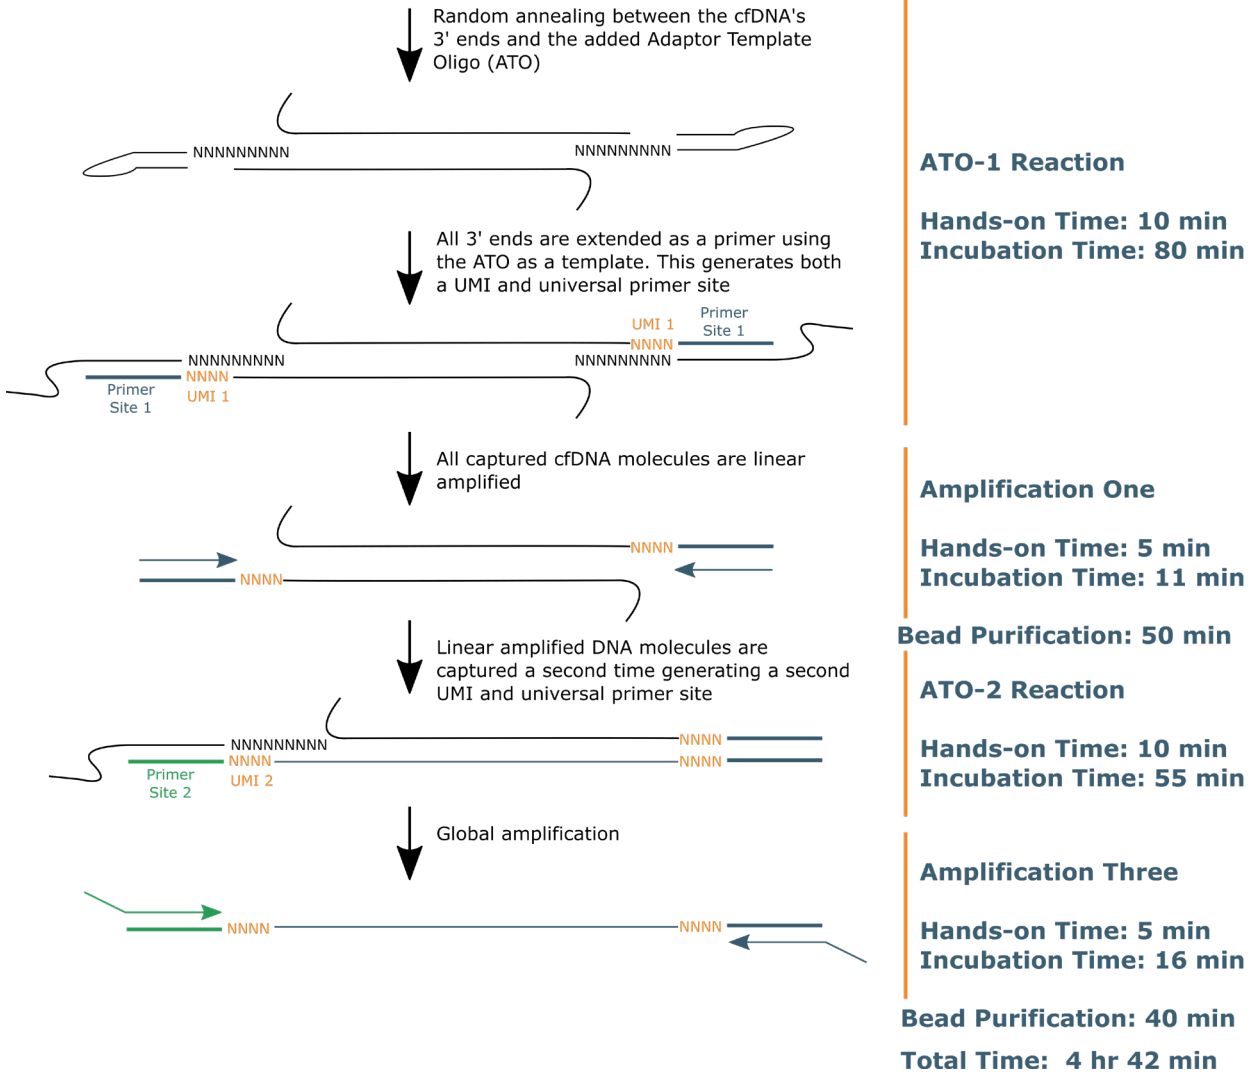 Random annealing between the cfDNA's
3' ends and the added Adaptor Template
Oligo (ATO)
NNNNNNNNN
NNNNNNNNN
ATO-1 Reaction
Hands-on Time: 10 min
Incubation Time: 80 min
All 3' ends are extended as a primer using
the ATO as a template. This generates both
a UMI and universal primer site
Primer
Site 1
UMI 1
NNNN
NNNNNNNNN
NNNNNNNNN
NNNN
Primer
Site 1
UMI 1
All captured cfDNA molecules are linear
amplified
Amplification One
Hands-on Time: 5 min
Incubation Time: 11 min
NNNN
NNNN
Bead Purification: 50 min
Linear amplified DNA molecules are
captured a second time generating a second
UMI and universal primer site
ATO-2 Reaction
Hands-on Time: 10 min
Incubation Time: 55 min
NNNNNNNNN
NNNN
NNNN
NNNN
Primer
Site 2
UMI 2
Global amplification
Amplification Three
Hands-on Time: 5 min
Incubation Time: 16 min
NNNN
NNNN
Bead Purification: 40 min
Total Time: 4 hr 42 min